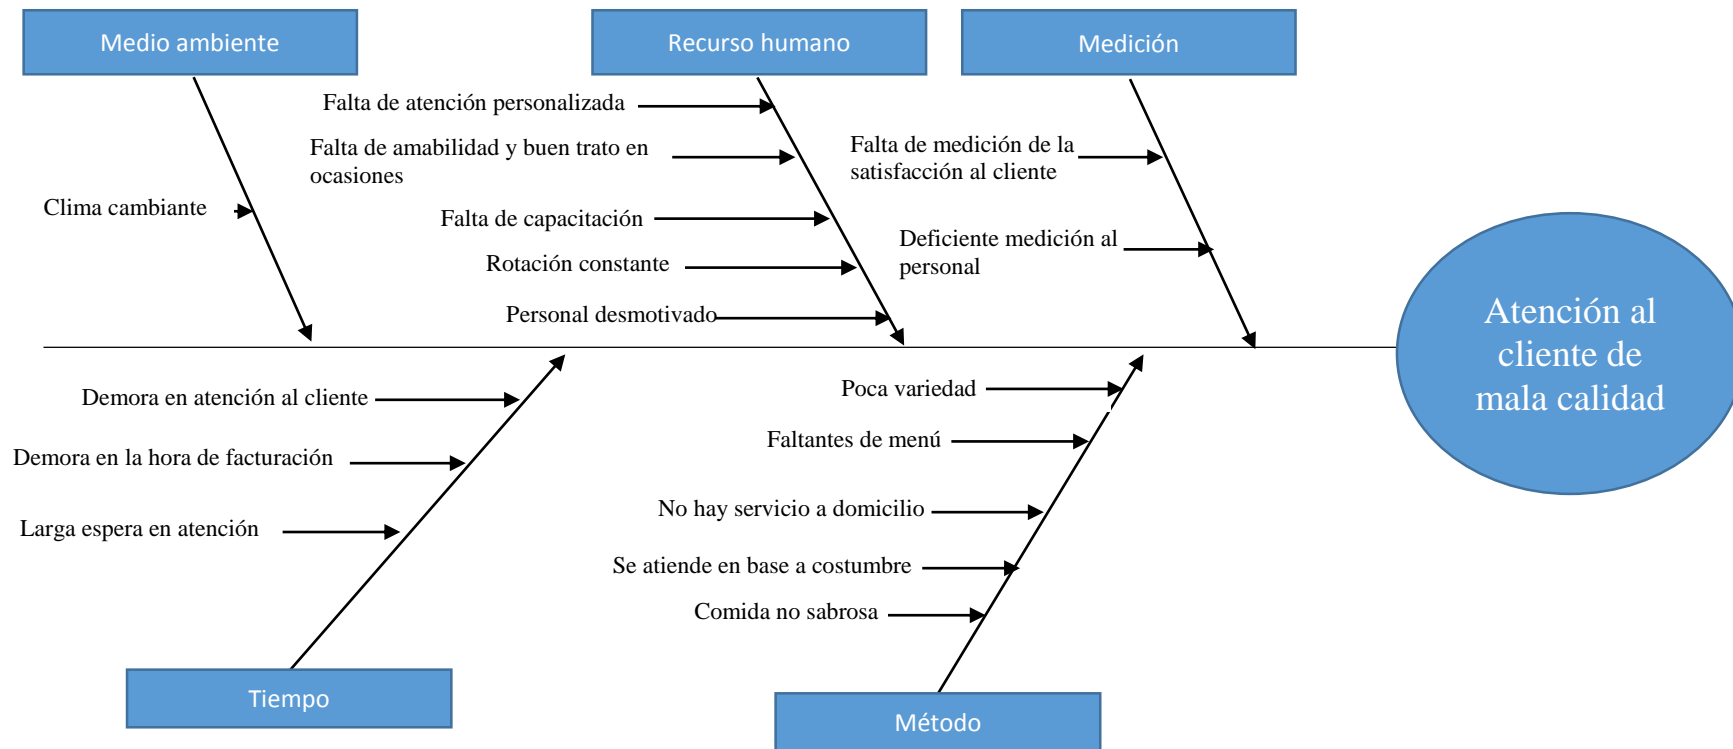 Medio ambiente
Recurso humano
Medición
Falta de atención personalizada
Falta de amabilidad y buen trato en
ocasiones
Falta de medición de la
satisfacción al cliente
Clima cambiante
Falta de capacitación
Deficiente medición al
personal
Rotación constante
Personal desmotivado
Atención al
cliente de
mala calidad
Demora en atención al cliente
Poca variedad
Faltantes de menú
Demora en la hora de facturación
No hay servicio a domicilio
Larga espera en atención
Se atiende en base a costumbre
Comida no sabrosa
Tiempo
Método